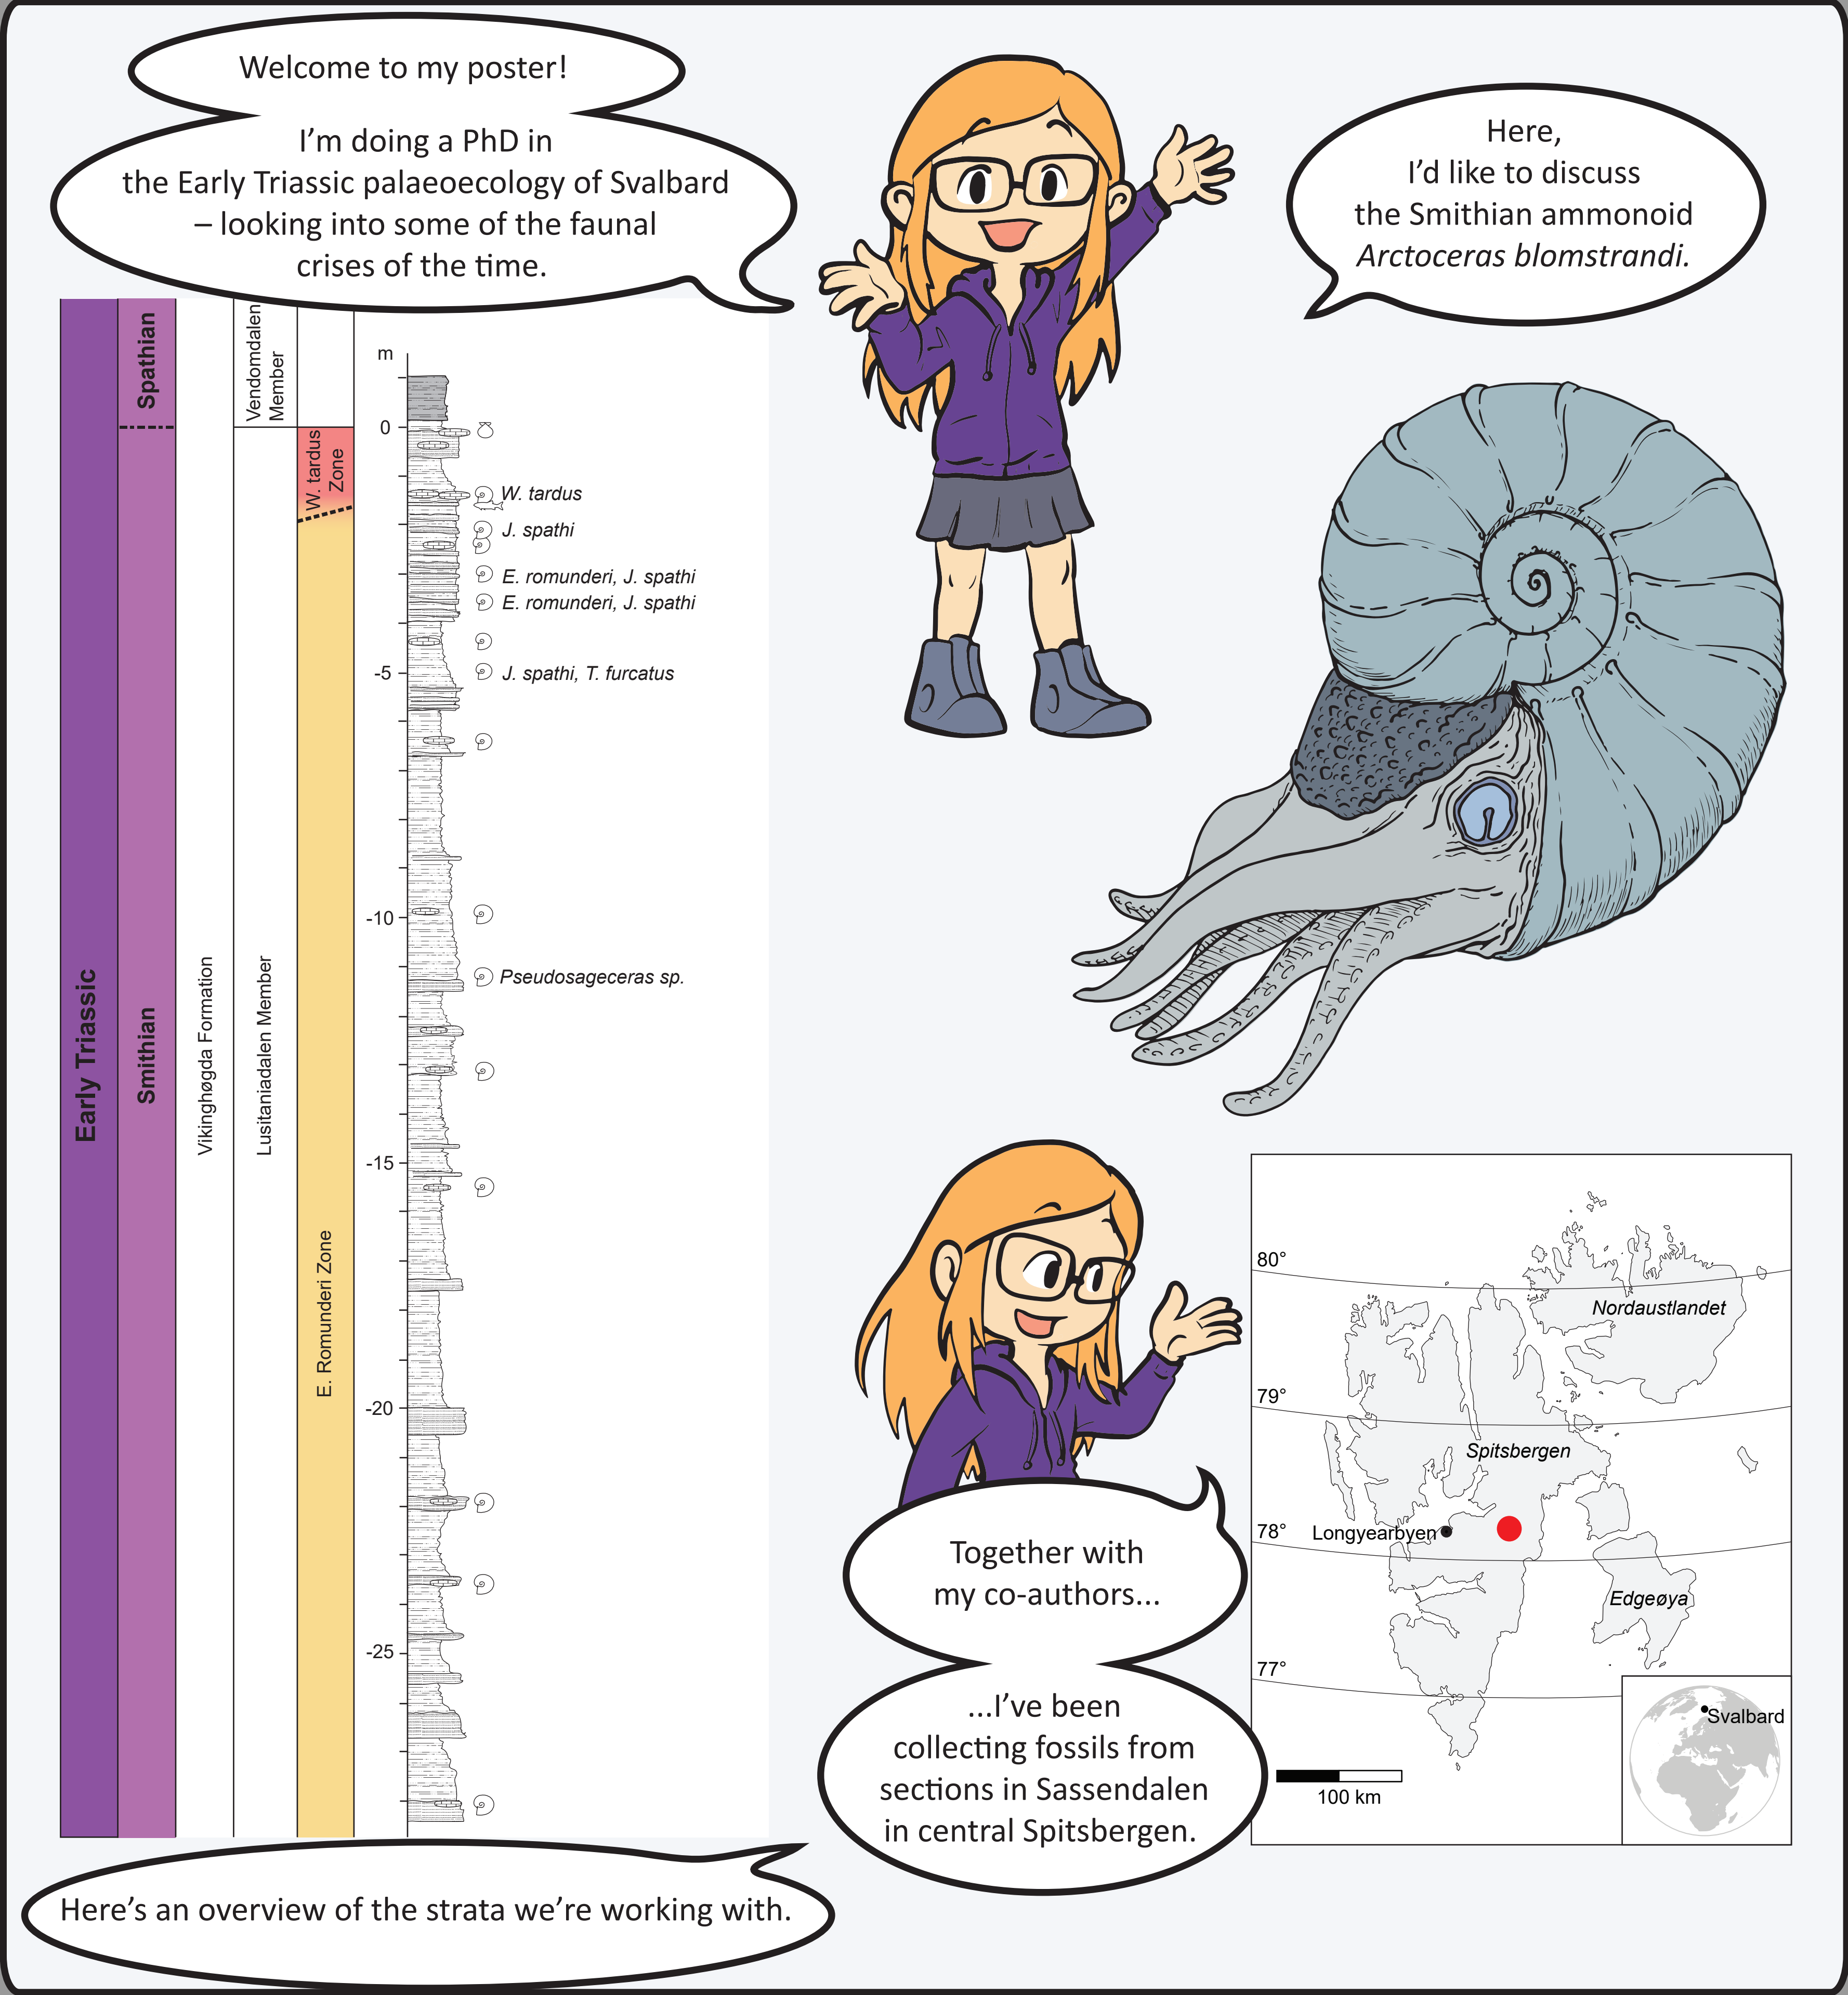 Welcome to my poster!
I'm doing a PhD in
the Early Triassic palaeoecology of Svalbard
– looking into some of the faunal
crises of the time.
Here,
I'd like to discuss
the Smithian ammonoid
Arctoceras blomstrandi.
Early Triassic
Spathian
Smithian
Vikinghøgda Formation
Vendomdalen
Member
Lusitaniadalen Member
W. tardus
Zone
E. Romunderi Zone
m
0
-5
-10
-15
-20
-25
W. tardus
J. spathi
E. romunderi, J. spathi
E. romunderi, J. spathi
J. spathi, T. furcatus
Pseudosageceras sp.
Together with
my co-authors...
...I've been
collecting fossils from
sections in Sassendalen
in central Spitsbergen.
80°
79°
78°
77°
Nordaustlandet
Spitsbergen
Longyearbyen
Edgeøya
Svalbard
100 km
Here's an overview of the strata we're working with.